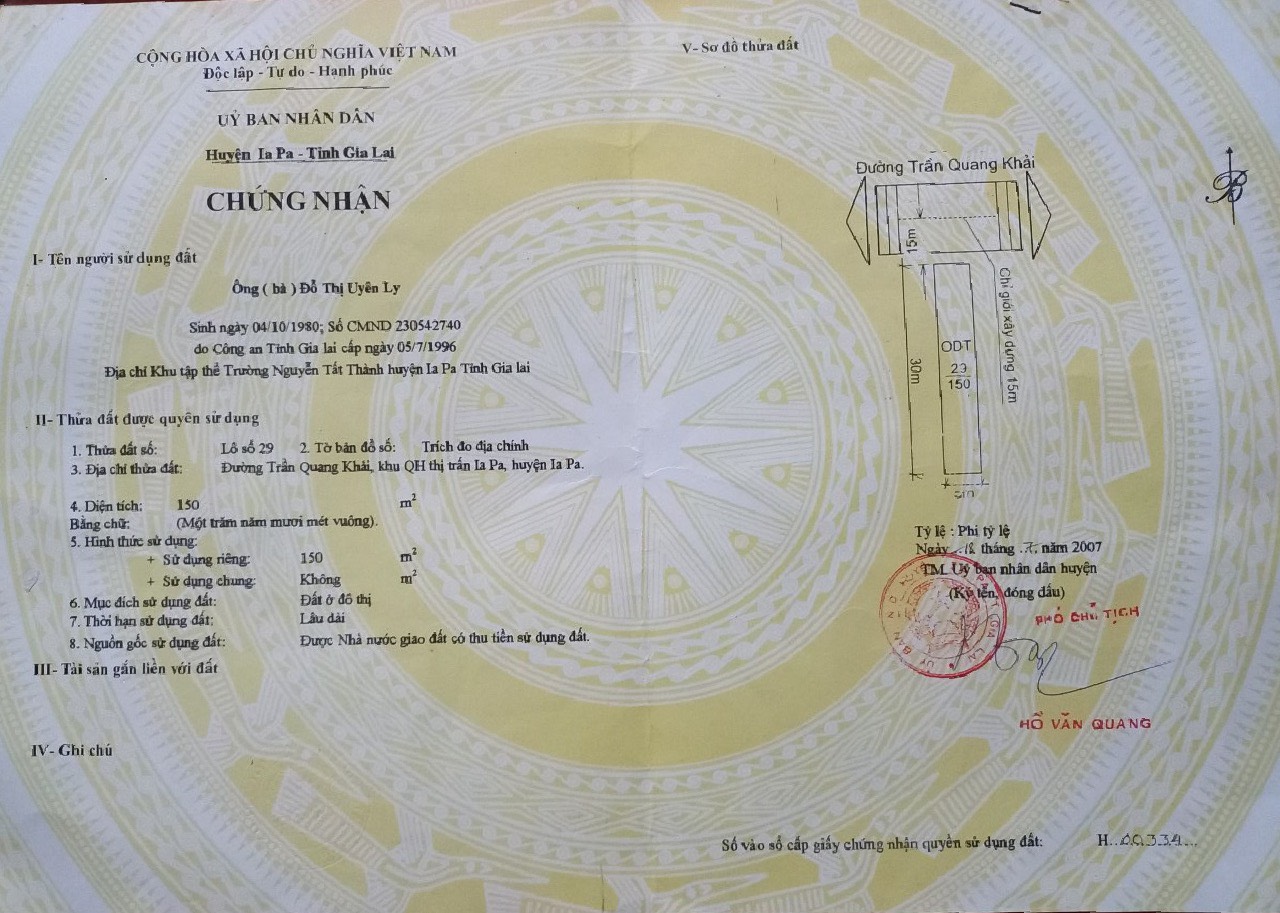 CỘNG HÒA XÃ HỘI CHỦ NGHĨA VIỆT NAM
Độc lập - Tự do - Hạnh phúc
UỶ BAN NHÂN DÂN
Huyện Ia Pa - Tỉnh Gia Lai
CHỨNG NHẬN
I- Tên người sử dụng đất
Ông ( bà ) Đỗ Thị Uyên Ly
Sinh ngày 04/10/1980; Số CMND 230542740
do Công an Tỉnh Gia lai cấp ngày 05/7/1996
Địa chỉ Khu tập thể Trường Nguyễn Tất Thành huyện Ia Pa Tỉnh Gia lai
II- Thửa đất được quyền sử dụng
1. Thửa đất số: Lô số 29 2. Tờ bản đồ số: Trích đo địa chính
3. Địa chỉ thửa đất: Đường Trần Quang Khải, khu QH thị trấn Ia Pa, huyện Ia Pa.
4. Diện tích: 150 m²
Bằng chữ: (Một trăm năm mươi mét vuông).
5. Hình thức sử dụng:
+ Sử dụng riêng: 150 m²
+ Sử dụng chung: Không m²
6. Mục đích sử dụng đất: Đất ở đô thị
7. Thời hạn sử dụng đất: Lâu dài
8. Nguồn gốc sử dụng đất: Được Nhà nước giao đất có thu tiền sử dụng đất.
III- Tài sản gắn liền với đất
IV- Ghi chú
V- Sơ đồ thửa đất
Đường Trần Quang Khải
B
15m
Chỉ giới xây dựng 15m
30m
ODT
29
150
5m
Tỷ lệ : Phi tỷ lệ
Ngày 18 tháng 7 năm 2007
TM. Uỷ ban nhân dân huyện
(Ký tên, đóng dấu)
PHÓ CHỦ TỊCH
HỒ VĂN QUANG
Số vào sổ cấp giấy chứng nhận quyền sử dụng đất: H..00334...